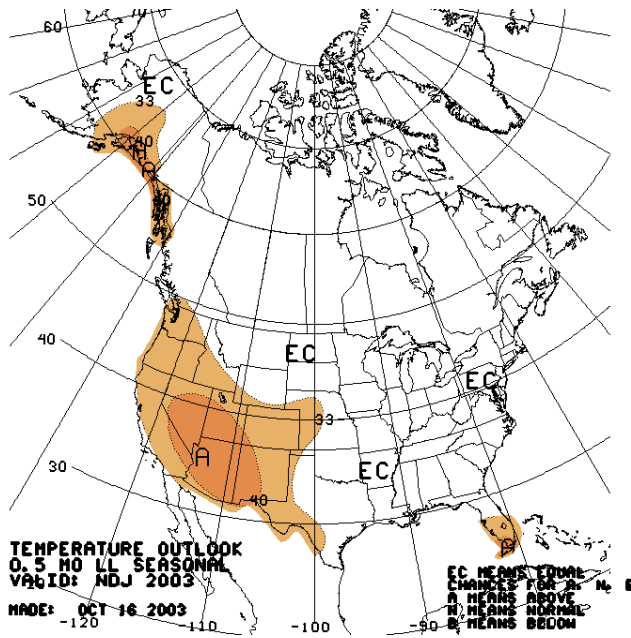 60
EC
33
40
A
A
50
40
EC
EC
33
A
EC
30
40
A
TEMPERATURE OUTLOOK
0.5 MO LL SEASONAL
VALID: NDJ 2003
MADE: OCT 16 2003
EC MEANS EQUAL
CHANCES FOR A, N, B
A MEANS ABOVE
N MEANS NORMAL
B MEANS BELOW
-120
-110
-100
-90